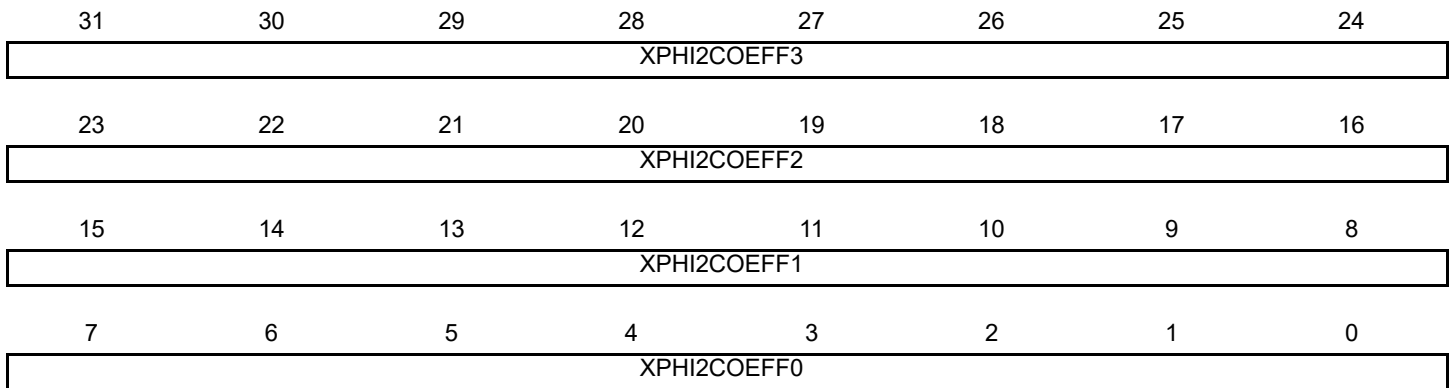 31 30 29 28 27 26 25 24
XPHI2COEFF3
23 22 21 20 19 18 17 16
XPHI2COEFF2
15 14 13 12 11 10 9 8
XPHI2COEFF1
7 6 5 4 3 2 1 0
XPHI2COEFF0